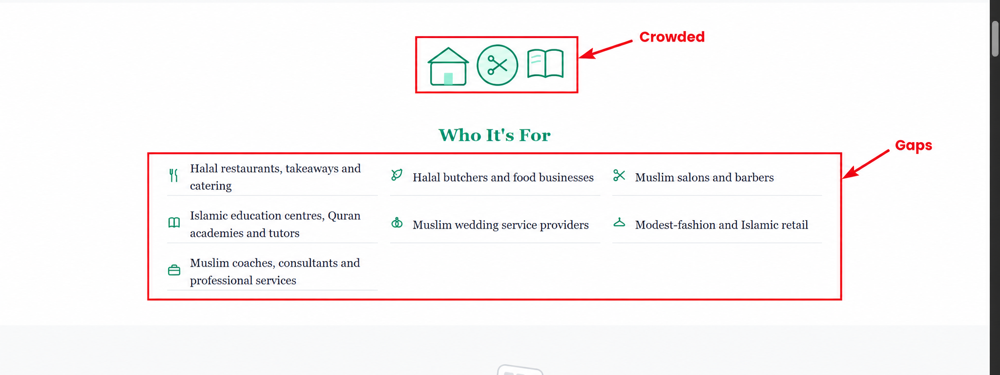 Crowded
Who It's For
Gaps
Halal restaurants, takeaways and
catering
Halal butchers and food businesses
Muslim salons and barbers
Islamic education centres, Quran
academies and tutors
Muslim wedding service providers
Modest-fashion and Islamic retail
Muslim coaches, consultants and
professional services